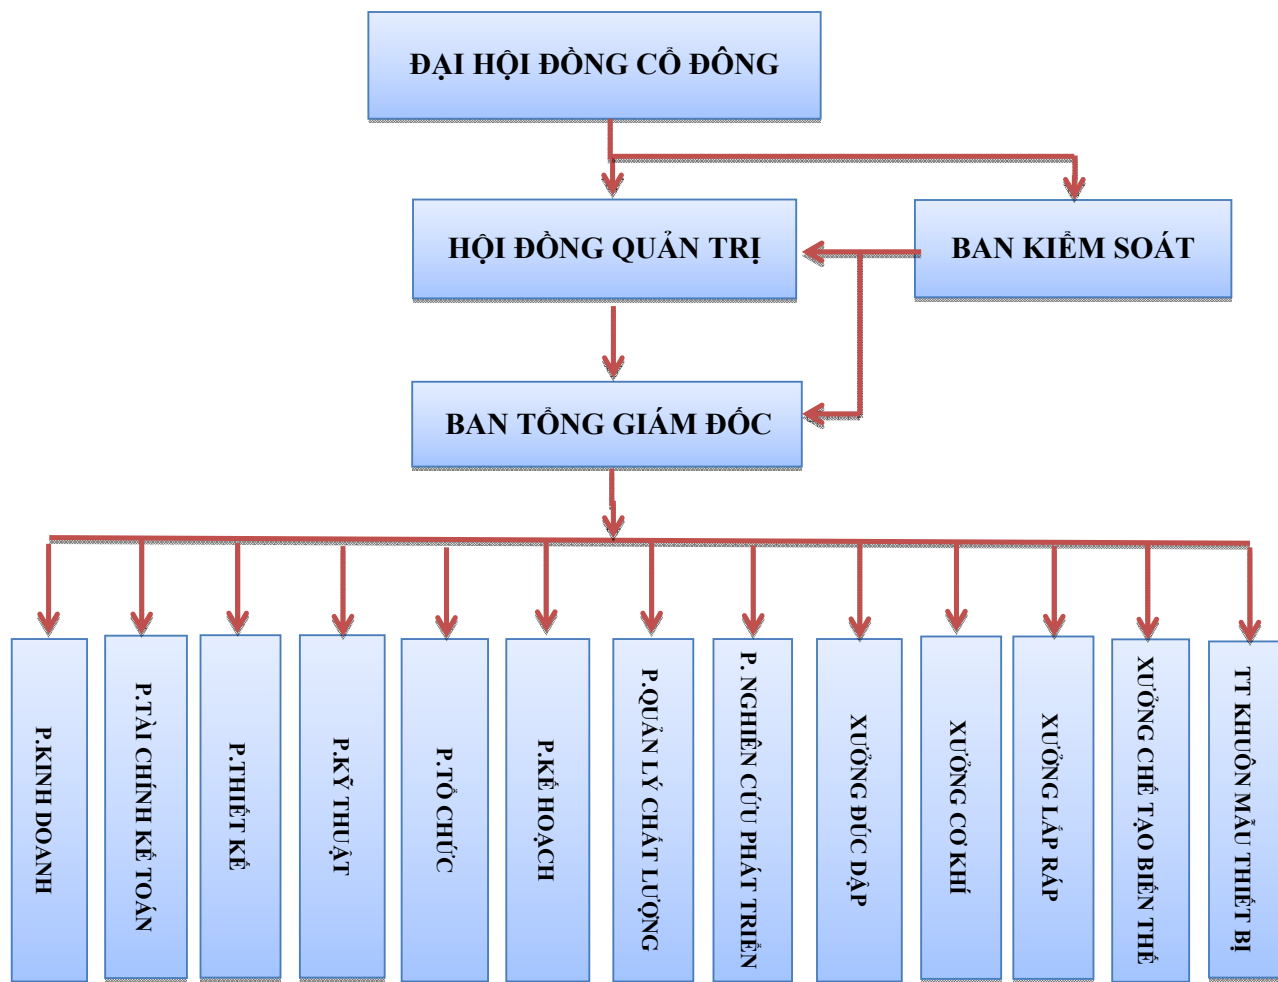 ĐẠI HỘI ĐỒNG CỔ ĐÔNG
HỘI ĐỒNG QUẢN TRỊ
BAN KIỂM SOÁT
BAN TỔNG GIÁM ĐỐC
P.KINH DOANH
P.TÀI CHÍNH KẾ TOÁN
P.THIẾT KẾ
P.KỸ THUẬT
P.TỔ CHỨC
P.KẾ HOẠCH
P.QUẢN LÝ CHẤT LƯỢNG
P. NGHIÊN CỨU PHÁT TRIỂN
XƯỞNG ĐÚC DẬP
XƯỞNG CƠ KHÍ
XƯỞNG LẮP RÁP
XƯỞNG CHẾ TẠO BIẾN THẾ
TT KHUÔN MẪU THIẾT BỊ